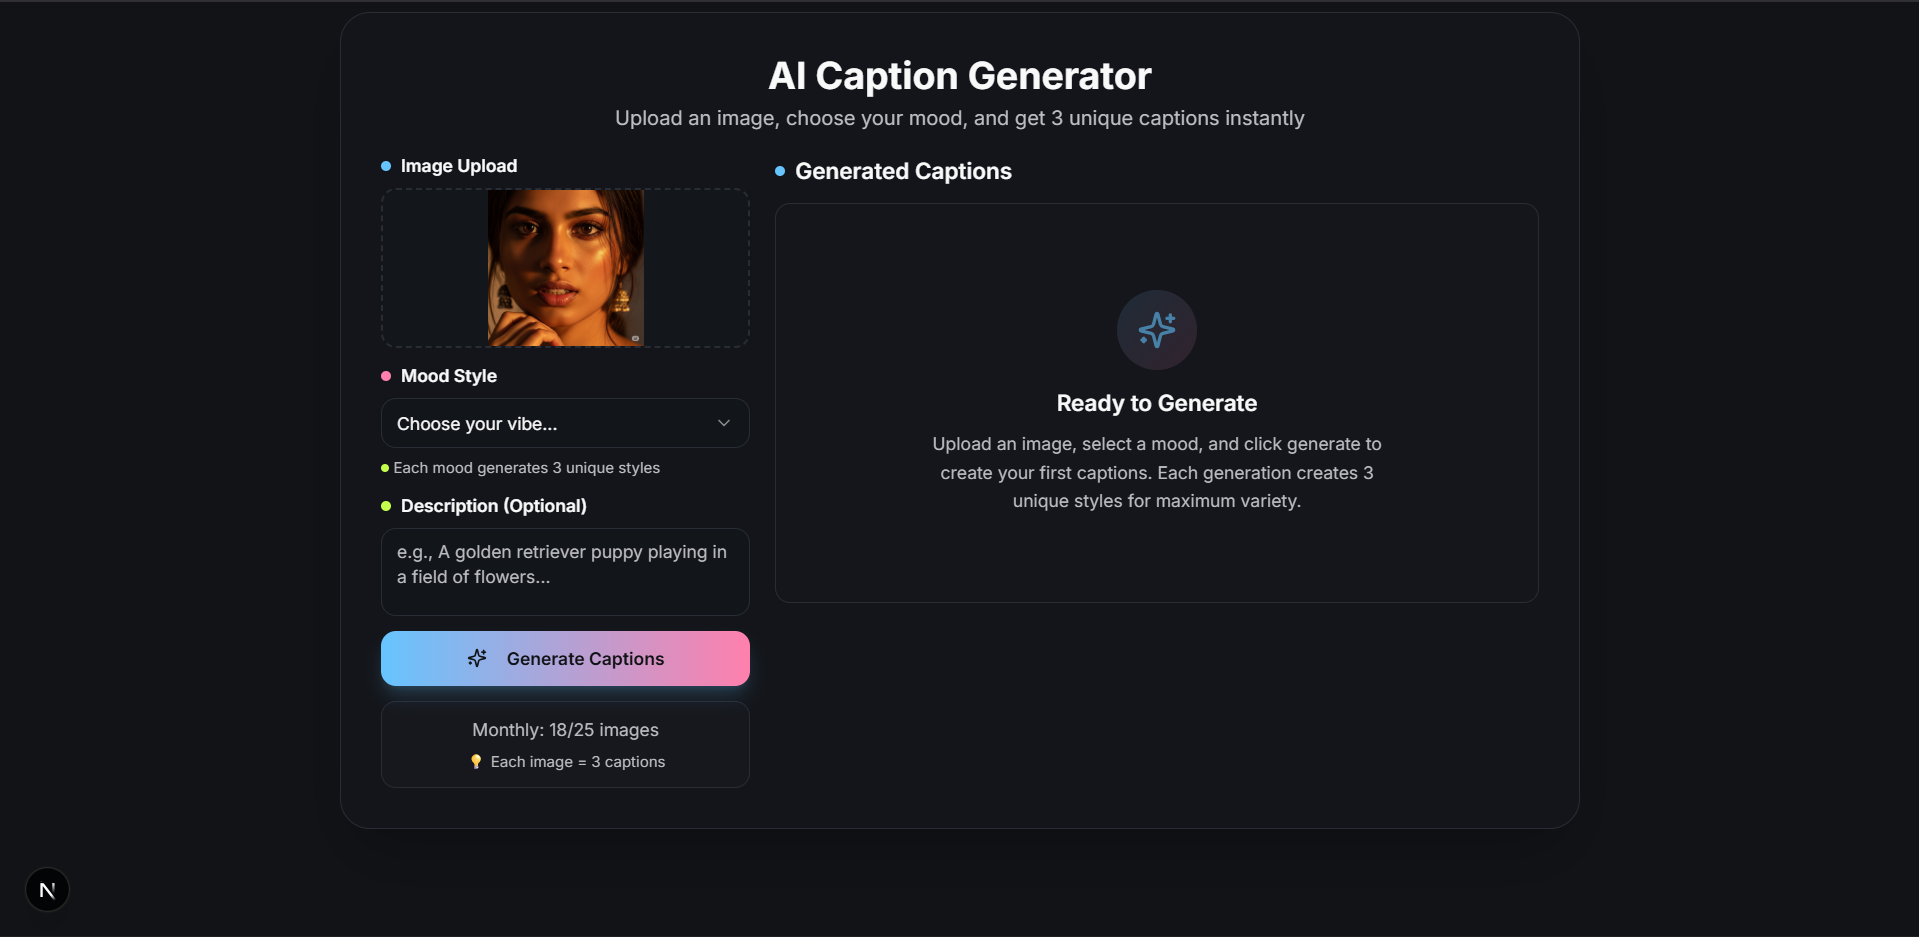 AI Caption Generator
Upload an image, choose your mood, and get 3 unique captions instantly
Image Upload
Mood Style
Choose your vibe...
Each mood generates 3 unique styles
Description (Optional)
e.g., A golden retriever puppy playing in
a field of flowers...
Generate Captions
Monthly: 18/25 images
💡 Each image = 3 captions
Generated Captions
Ready to Generate
Upload an image, select a mood, and click generate to
create your first captions. Each generation creates 3
unique styles for maximum variety.
N